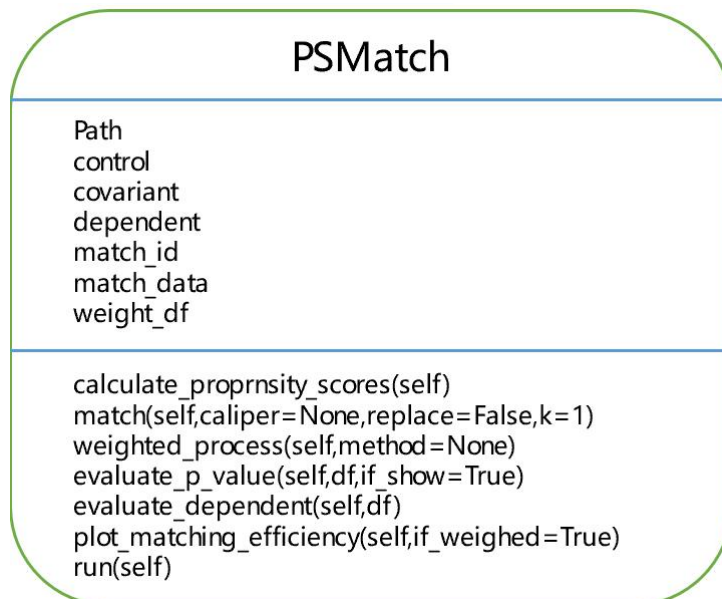 PSMatch
Path
control
covariant
dependent
match_id
match_data
weight_df
calculate_proprnsity_scores(self)
match(self,caliper=None,replace=False,k=1)
weighted_process(self,method=None)
evaluate_p_value(self,df,if_show=True)
evaluate_dependent(self,df)
plot_matching_efficiency(self,if_weighed=True)
run(self)